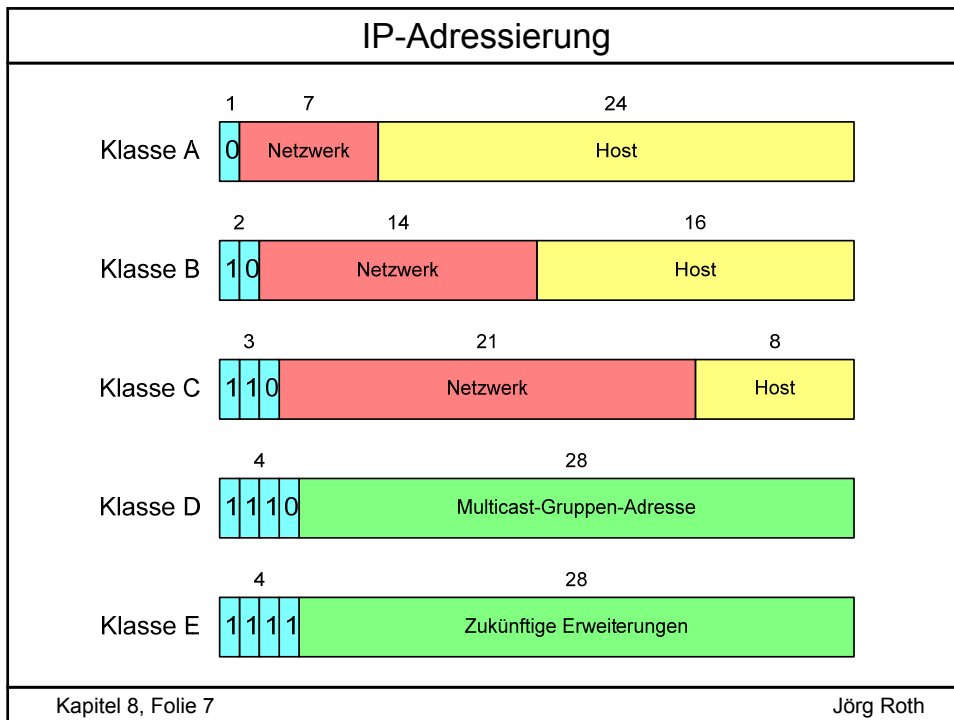 IP-Adressierung
1 7 24
Klasse A 0 Netzwerk Host
2 14 16
Klasse B 1 0 Netzwerk Host
3 21 8
Klasse C 1 1 0 Netzwerk Host
4 28
Klasse D 1 1 1 0 Multicast-Gruppen-Adresse
4 28
Klasse E 1 1 1 1 Zukünftige Erweiterungen
Kapitel 8, Folie 7 Jörg Roth